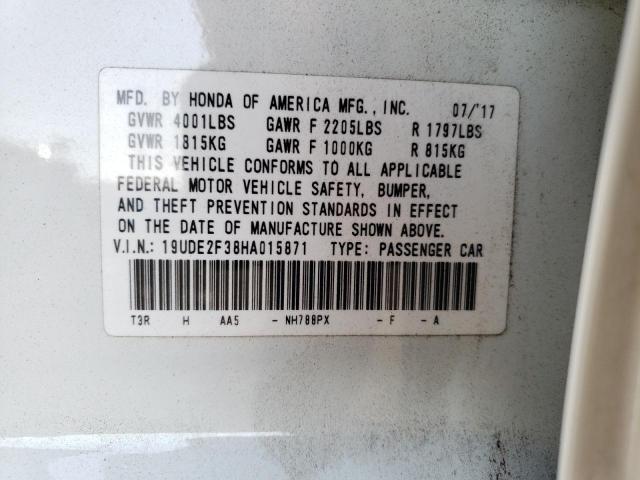 MFD. BY HONDA OF AMERICA MFG., INC. 07/'17
GVWR 4001LBS GAWR F 2205LBS R 1797LBS
GVWR 1815KG GAWR F 1000KG R 815KG
THIS VEHICLE CONFORMS TO ALL APPLICABLE
FEDERAL MOTOR VEHICLE SAFETY, BUMPER,
AND THEFT PREVENTION STANDARDS IN EFFECT
ON THE DATE OF MANUFACTURE SHOWN ABOVE.
V.I.N.: 19UDE2F38HA015871 TYPE: PASSENGER CAR
T3R H AA5 - NH788PX - F - A